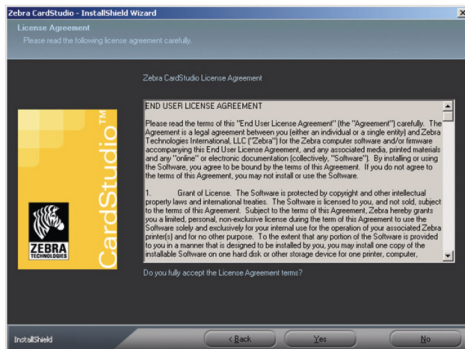 Zebra CardStudio - InstallShield Wizard
License Agreement
Please read the following license agreement carefully.
Zebra CardStudio License Agreement
END USER LICENSE AGREEMENT
Please read the terms of this "End User License Agreement" (the "Agreement") carefully. The
Agreement is a legal agreement between you (either an individual or a single entity) and Zebra
Technologies International, LLC ("Zebra") for the Zebra computer software and/or firmware
accompanying this End User License Agreement, and any associated media, printed materials
and any "online" or electronic documentation (collectively, "Software"). By installing or using
the Software, you agree to be bound by the terms of this Agreement. If you do not agree to
the terms of this Agreement, you may not install or use the Software.
1. Grant of License. The Software is protected by copyright and other intellectual
property laws and international treaties. The Software is licensed to you, and not sold, subject
to the terms of this Agreement. Subject to the terms of this Agreement, Zebra hereby grants
you a limited, personal, non-exclusive license during the term of this Agreement to use the
Software solely and exclusively for your internal use for the operation of your associated Zebra
printer(s) and for no other purpose. To the extent that any portion of the Software is provided
to you in a manner that is designed to be installed by you, you may install one copy of the
installable Software on one hard disk or other storage device for one printer, computer,
CardStudio™
ZEBRA
TECHNOLOGIES
Do you fully accept the License Agreement terms?
InstallShield
< Back
Yes
No